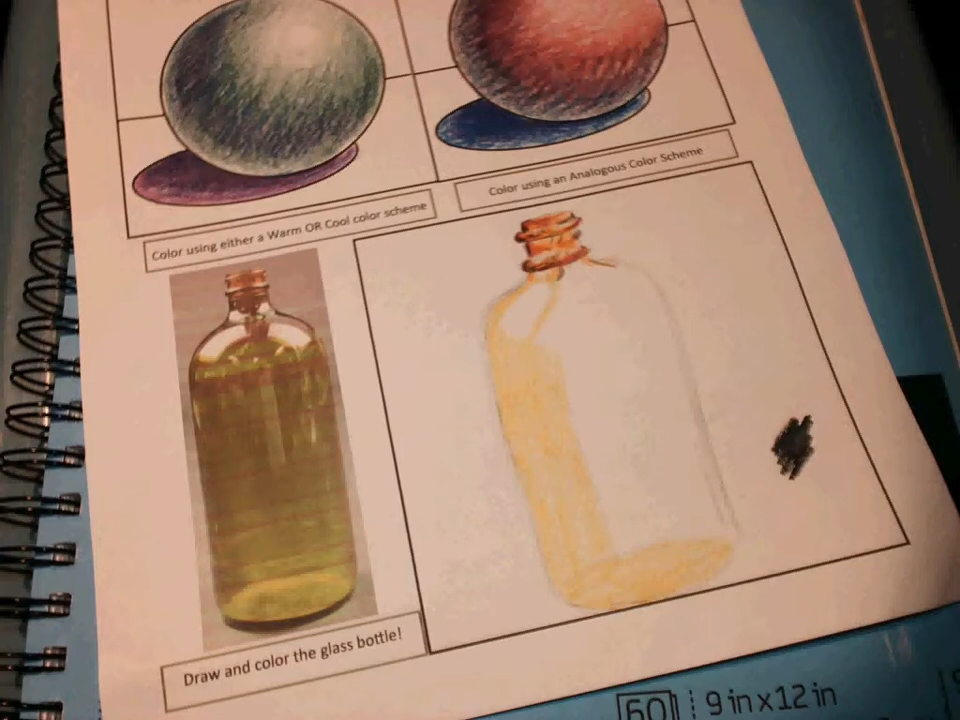 Color using either a Warm OR Cool color scheme
Color using an Analogous Color Scheme
Draw and color the glass bottle!
60
9 in x 12 in